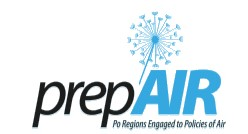 prepAIR
Po Regions Engaged to Policies of Air